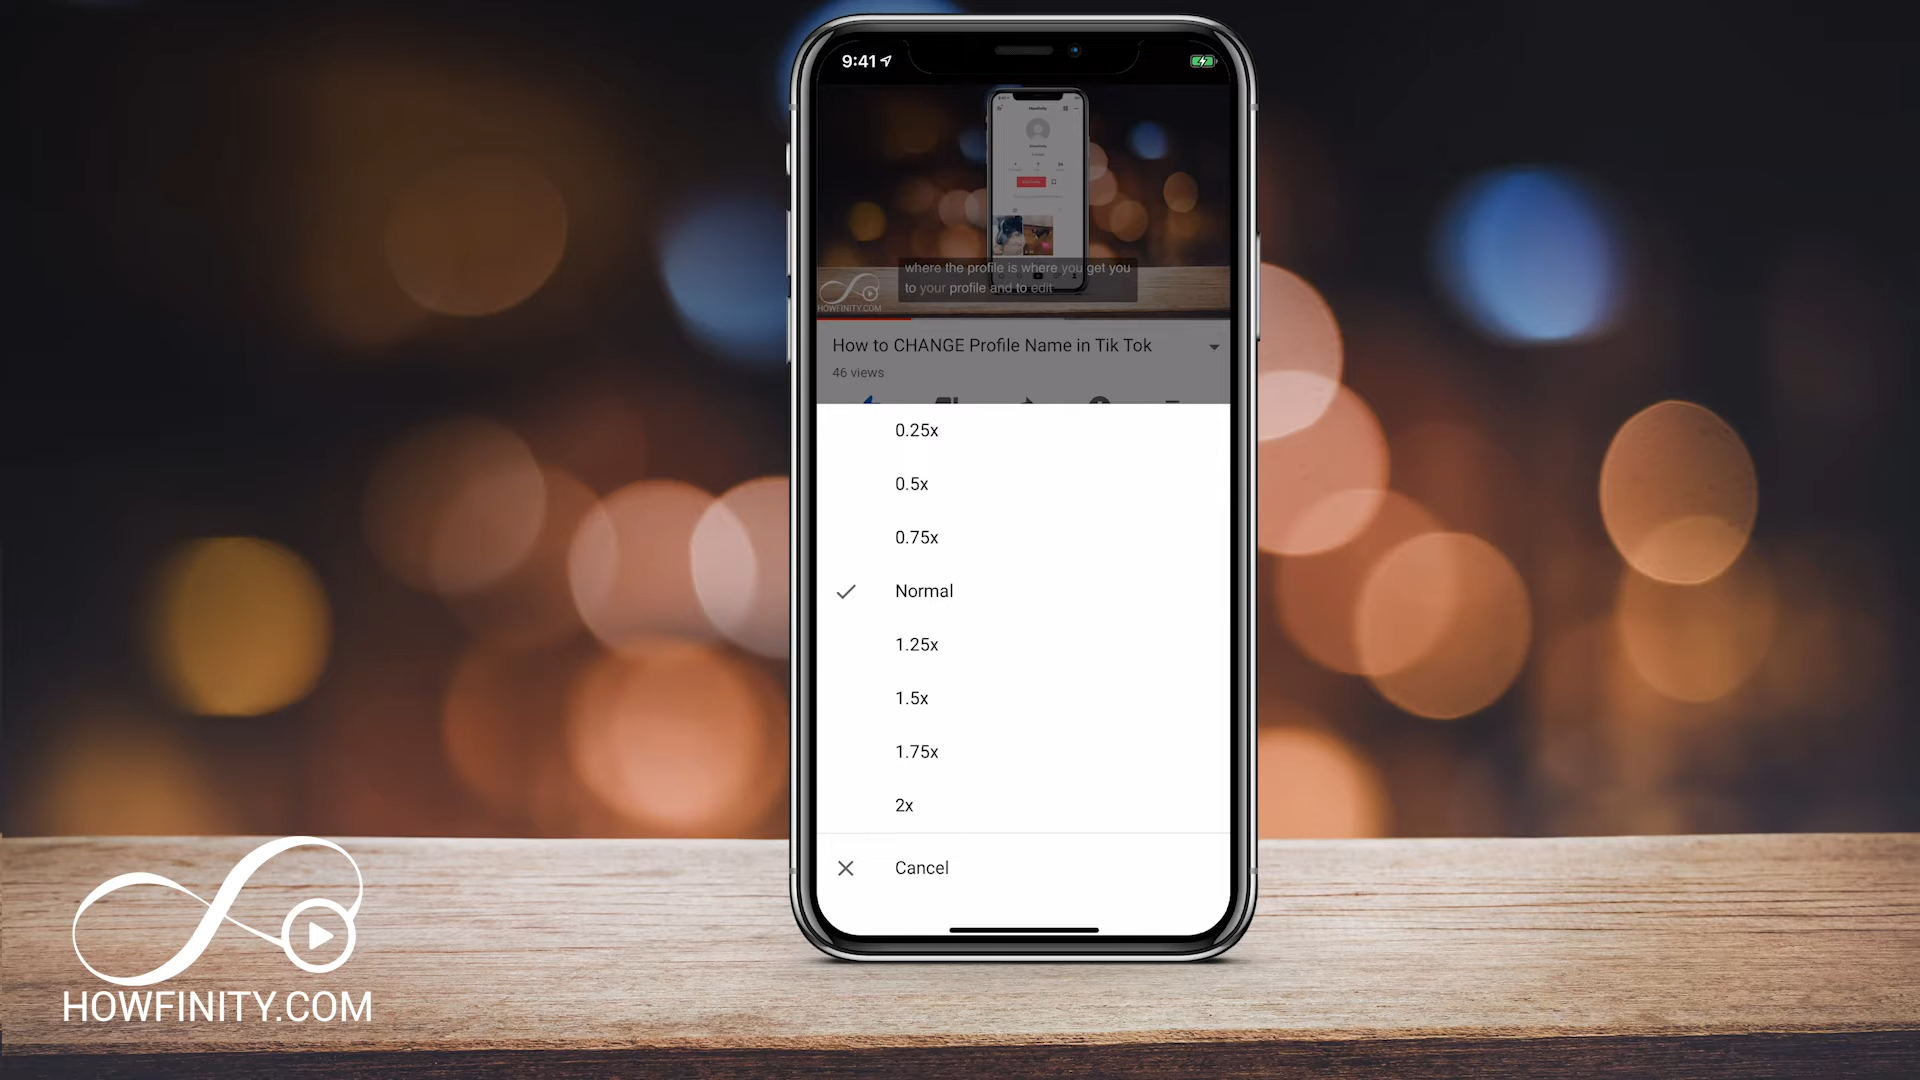 9:41
where the profile is where you get you
to your profile and to edit
HOWFINITY.COM
How to CHANGE Profile Name in Tik Tok
46 views
0.25x
0.5x
0.75x
Normal
1.25x
1.5x
1.75x
2x
Cancel
HOWFINITY.COM